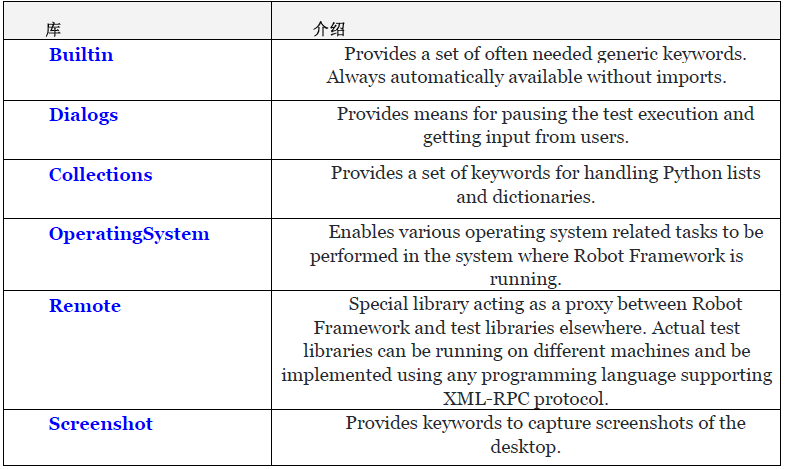 库 介绍
Builtin Provides a set of often needed generic keywords.
Always automatically available without imports.
Dialogs Provides means for pausing the test execution and
getting input from users.
Collections Provides a set of keywords for handling Python lists
and dictionaries.
OperatingSystem Enables various operating system related tasks to be
performed in the system where Robot Framework is
running.
Remote Special library acting as a proxy between Robot
Framework and test libraries elsewhere. Actual test
libraries can be running on different machines and be
implemented using any programming language supporting
XML-RPC protocol.
Screenshot Provides keywords to capture screenshots of the
desktop.